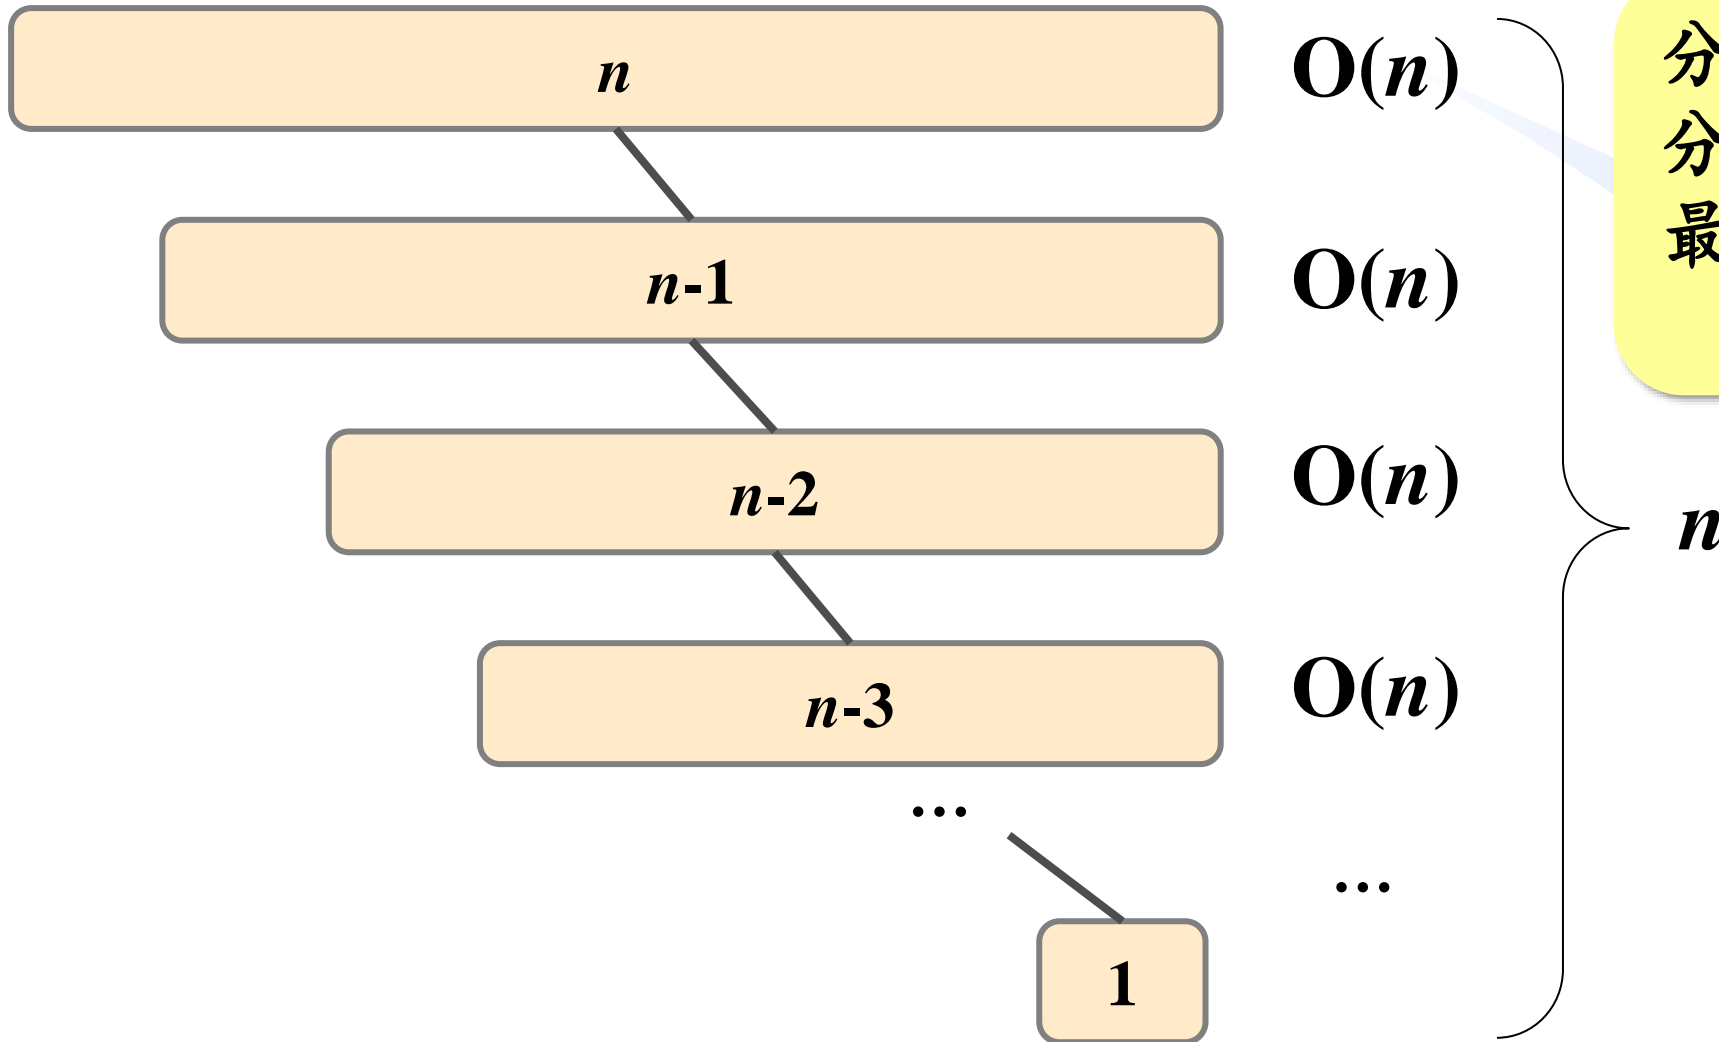 n O(n)
n-1 O(n)
n-2 O(n)
n-3 O(n)
...
...
1
分
分
最
n